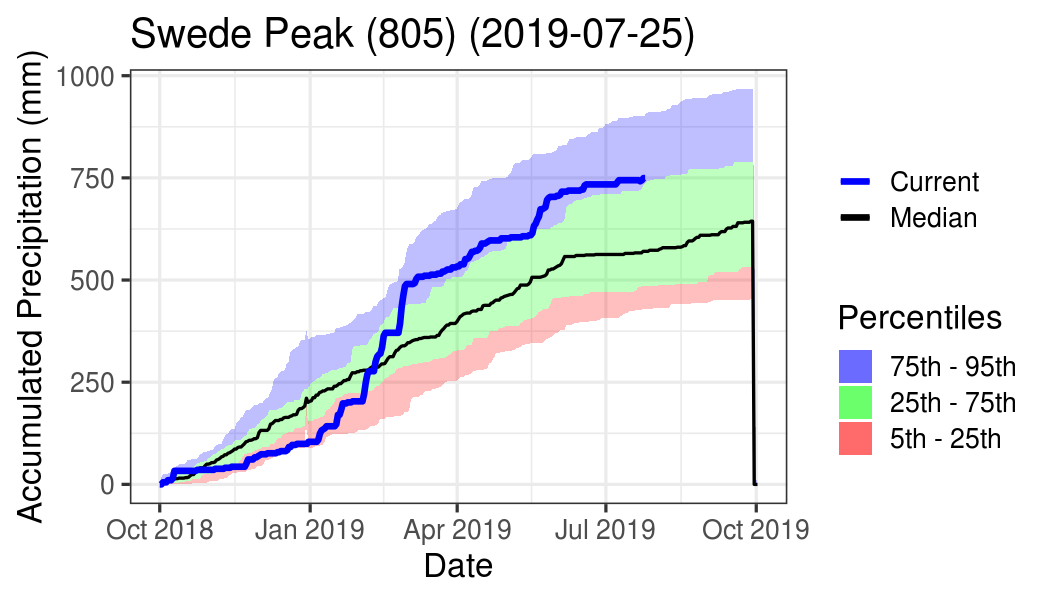 Swede Peak (805) (2019-07-25)
Accumulated Precipitation (mm)
1000
750
500
250
0
Oct 2018
Jan 2019
Apr 2019
Jul 2019
Oct 2019
Date
Current
Median
Percentiles
75th - 95th
25th - 75th
5th - 25th